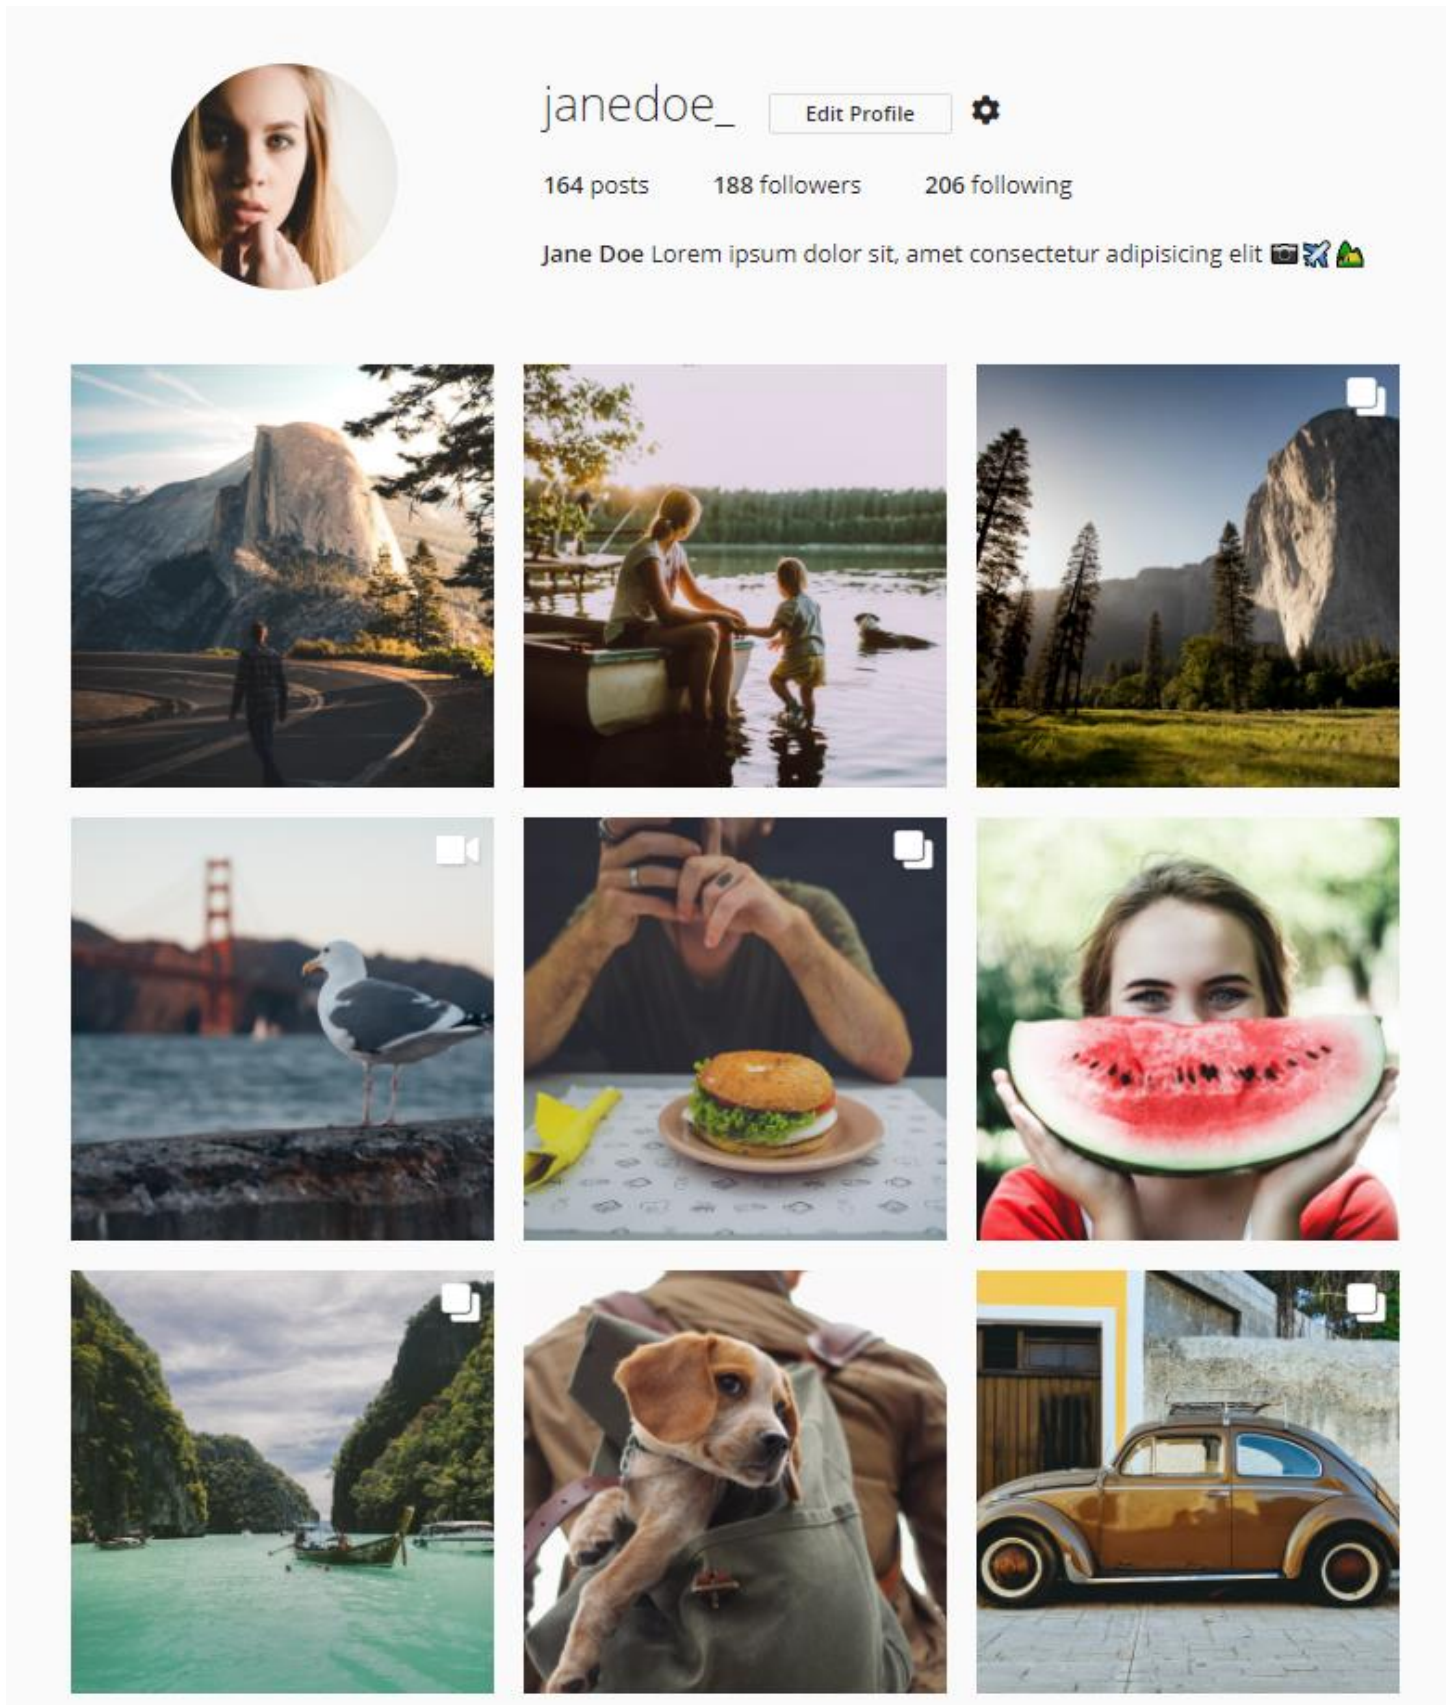 janedoe_ Edit Profile
164 posts 188 followers 206 following
Jane Doe Lorem ipsum dolor sit, amet consectetur adipisicing elit 📷✈️🏕️